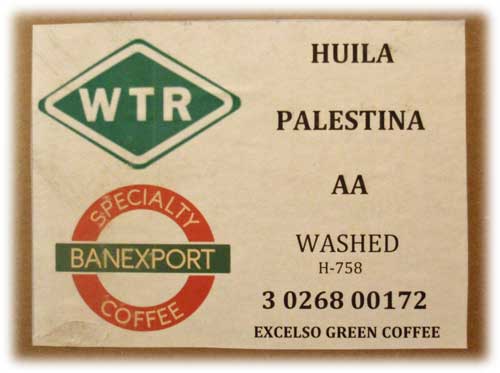 WTR
SPECIALTY
BANEXPORT
COFFEE
HUILA
PALESTINA
AA
WASHED
H-758
3 0268 00172
EXCELSO GREEN COFFEE